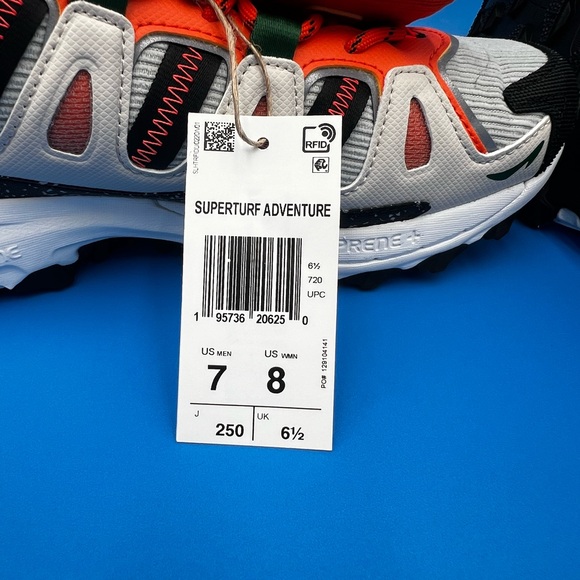 RFID
SUPERTURF ADVENTURE
6½
720
UPC
1 95736 20625 0
US MEN
7
US WMN
8
PO# 129104141
J
250
UK
6½
PRENE+